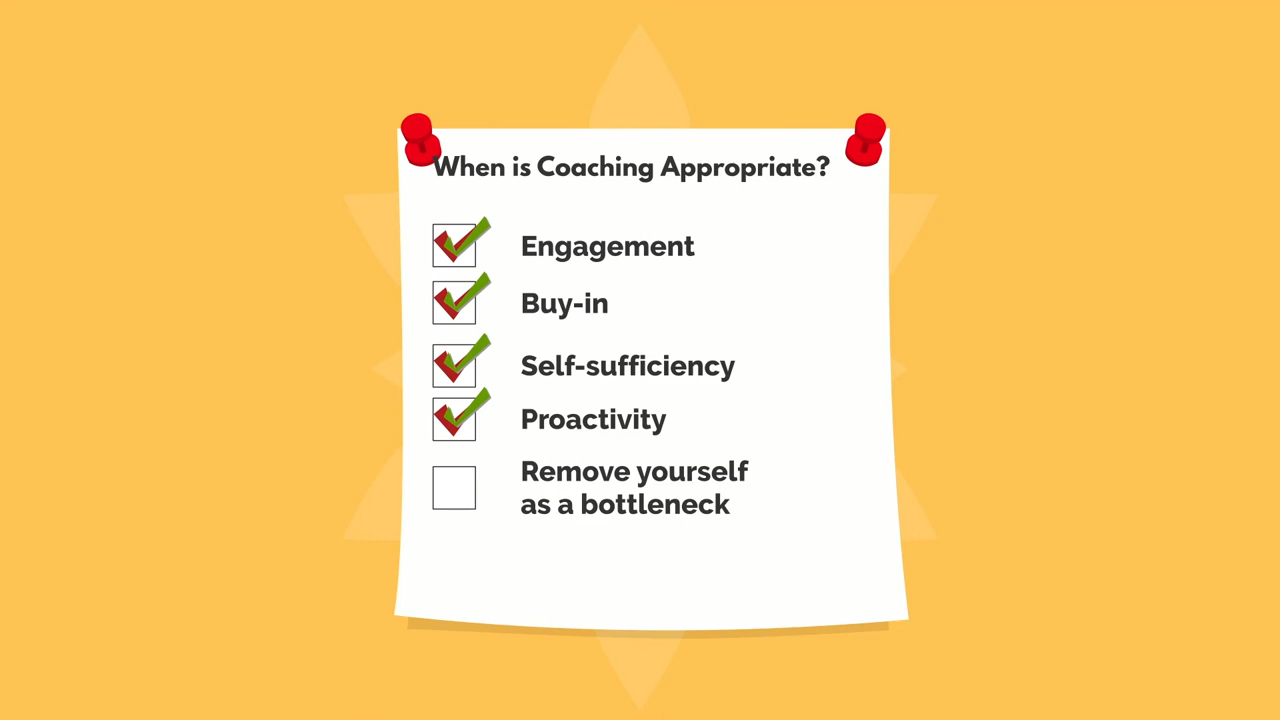 When is Coaching Appropriate?
Engagement
Buy-in
Self-sufficiency
Proactivity
Remove yourself
as a bottleneck